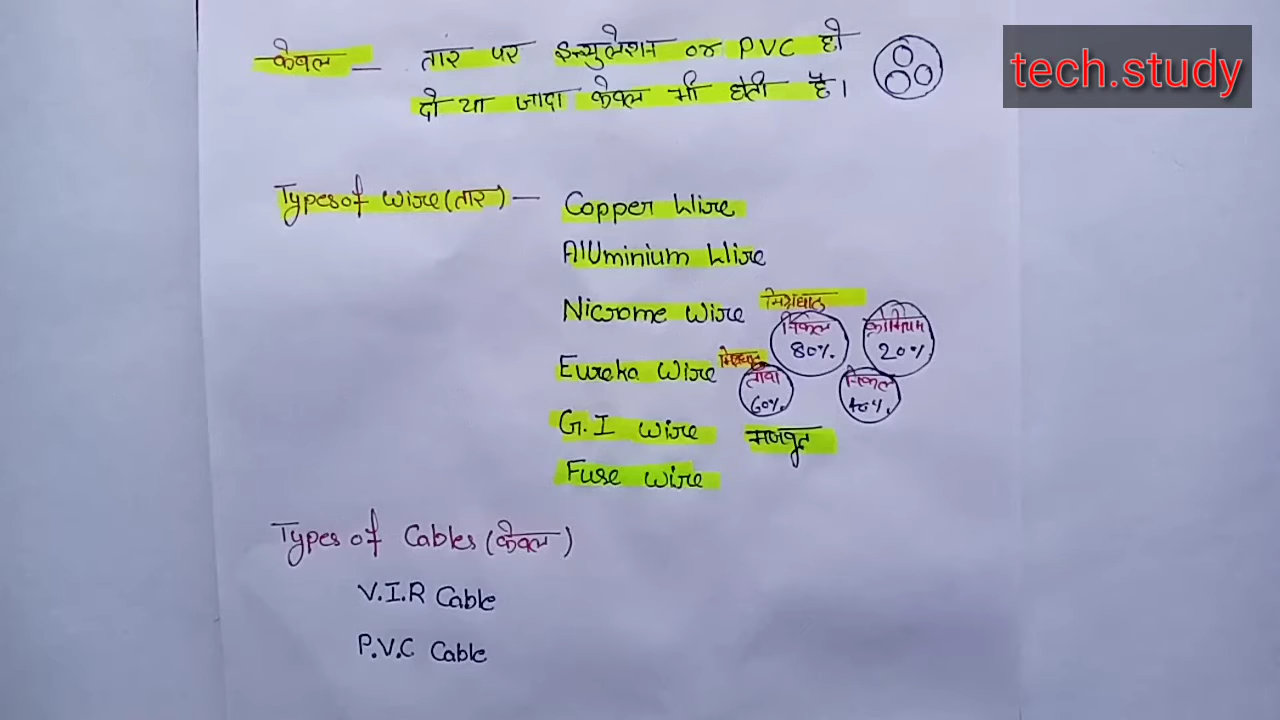 केबल — तार पर इन्सुलेशन or PVC हो
दो या जादा केबल भी होती है।
tech.study
Types of wire (तार) — Copper Wire
Aluminium Wire
Nicrome Wire मिश्रधातु
निकल 80% क्रोमियम 20%
Eureka Wire मिश्रधातु
तांबा 60% निकल 40%
G.I Wire मजबूत
Fuse Wire
Types of Cables (केबल)
V.I.R Cable
P.V.C Cable